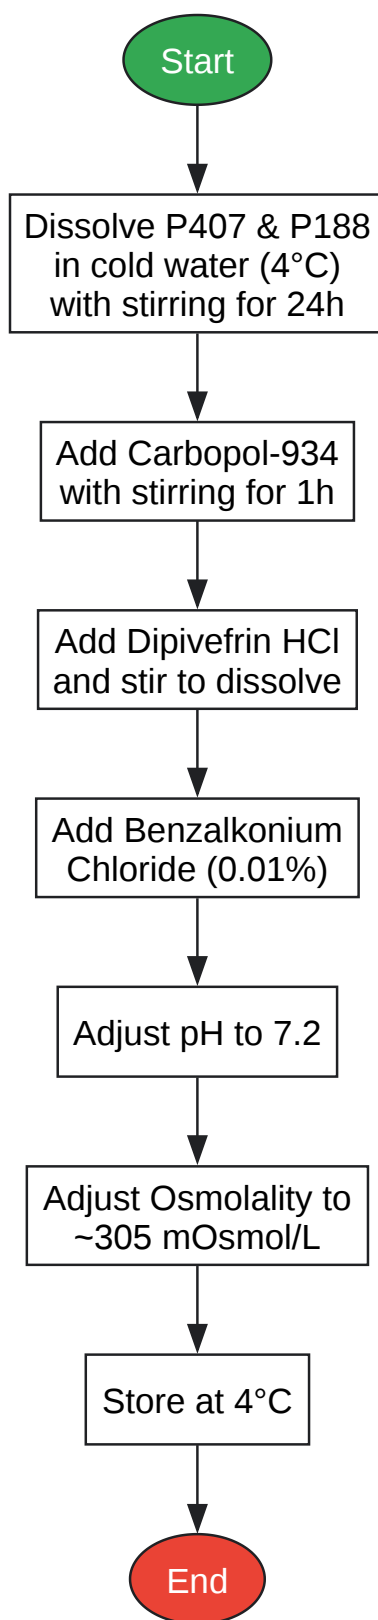 Start
Dissolve P407 & P188
in cold water (4°C)
with stirring for 24h
Add Carbopol-934
with stirring for 1h
Add Dipivefrin HCl
and stir to dissolve
Add Benzalkonium
Chloride (0.01%)
Adjust pH to 7.2
Adjust Osmolality to
~305 mOsmol/L
Store at 4°C
End